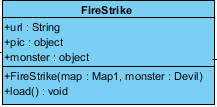 FireStrike
+url : String
+pic : object
+monster : object
+FireStrike(map : Map1, monster : Devil)
+load() : void